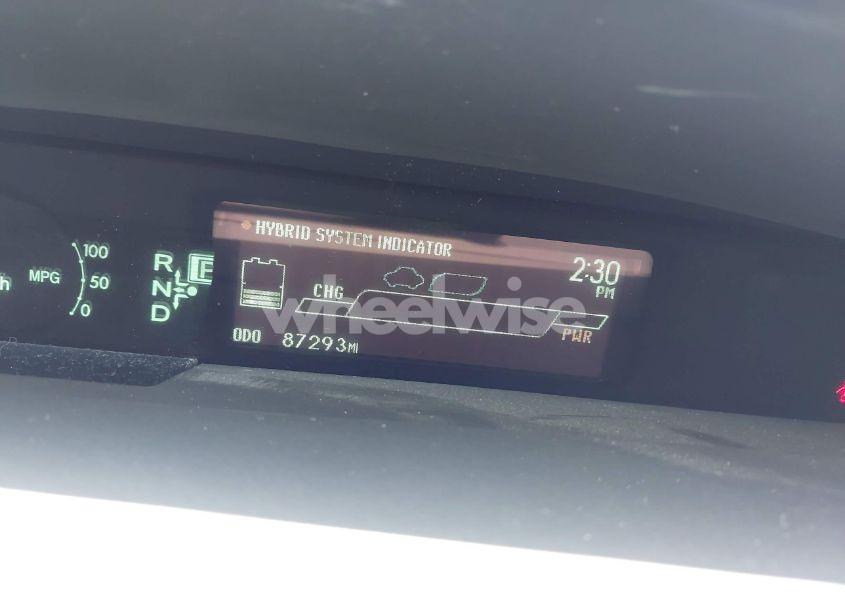 HYBRID SYSTEM INDICATOR
2:30
PM
100
MPG
50
0
R
N
D
CHG
PWR
ODO 87293MI
wheelwise